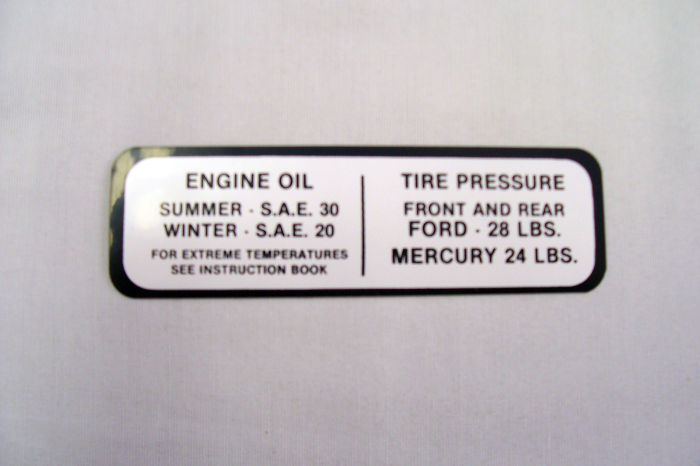 ENGINE OIL
SUMMER - S.A.E. 30
WINTER - S.A.E. 20
FOR EXTREME TEMPERATURES
SEE INSTRUCTION BOOK
TIRE PRESSURE
FRONT AND REAR
FORD - 28 LBS.
MERCURY 24 LBS.